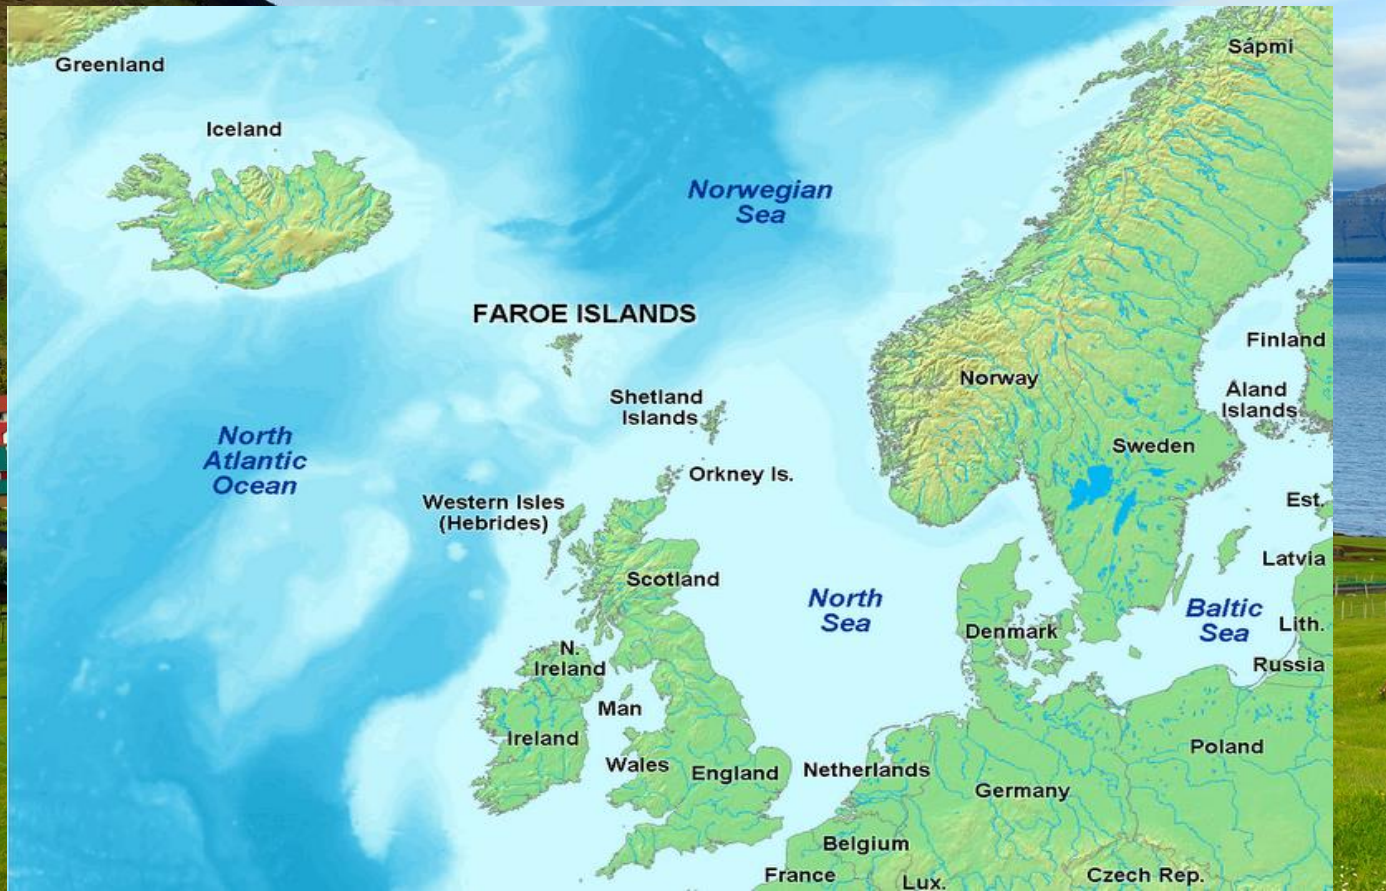 Sápmi
Greenland
Iceland
Norwegian
Sea
FAROE ISLANDS
Finland
Norway
Shetland
Islands
Åland
Islands
North
Atlantic
Ocean
Sweden
Orkney Is.
Western Isles
(Hebrides)
Est.
Latvia
Scotland
North
Sea
Baltic
Sea
Denmark
Lith.
N.
Ireland
Russia
Man
Ireland
Poland
Wales
England
Netherlands
Germany
Belgium
France
Lux.
Czech Rep.